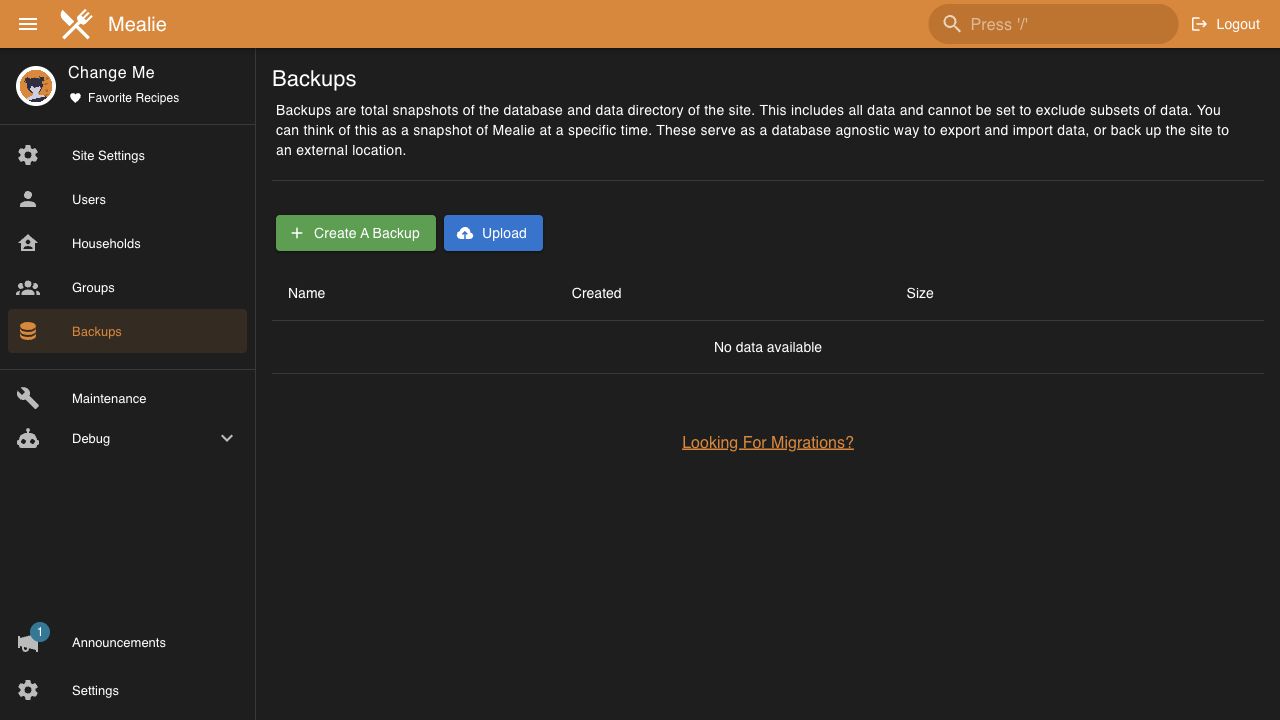 Mealie
Press '/'
Logout
Change Me
Favorite Recipes
Site Settings
Users
Households
Groups
Backups
Maintenance
Debug
1
Announcements
Settings
Backups
Backups are total snapshots of the database and data directory of the site. This includes all data and cannot be set to exclude subsets of data. You
can think of this as a snapshot of Mealie at a specific time. These serve as a database agnostic way to export and import data, or back up the site to
an external location.
Create A Backup
Upload
Name Created Size
No data available
Looking For Migrations?